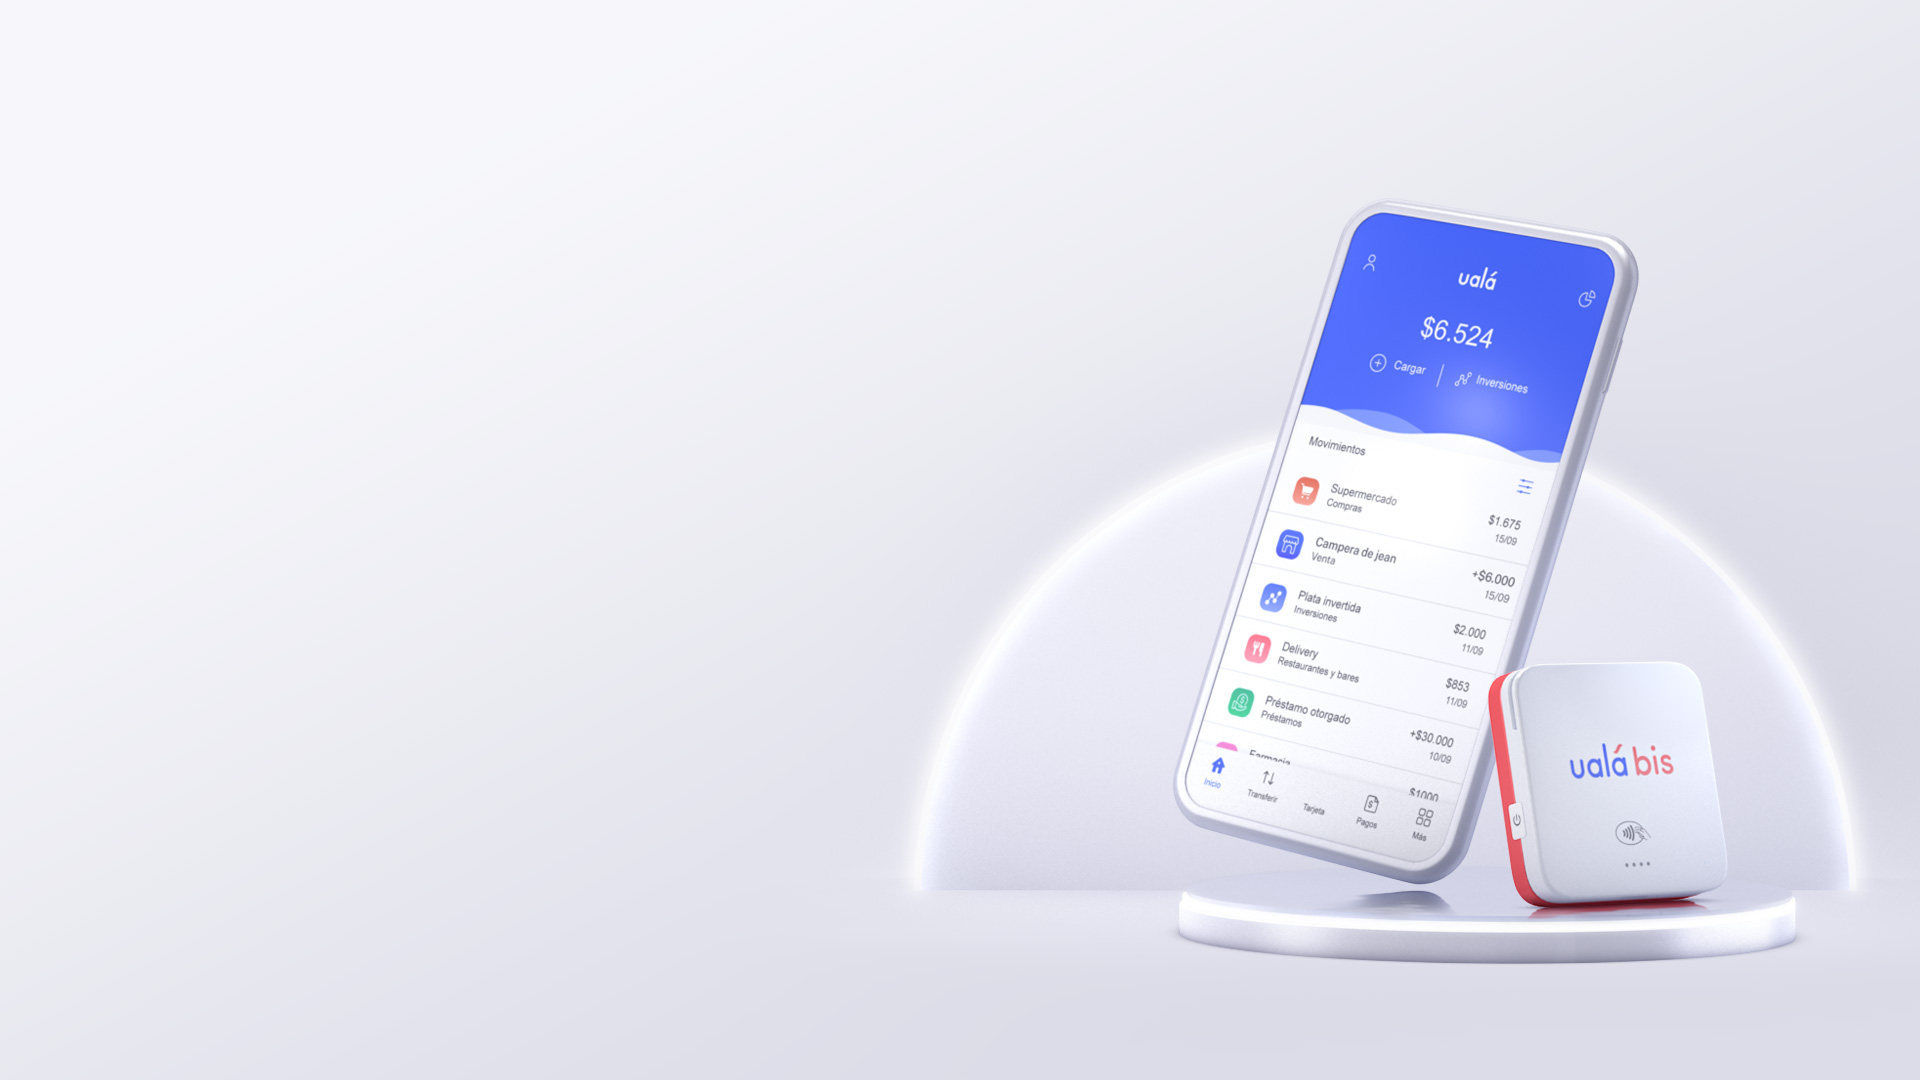 ualá
$6.524
Cargar
Inversiones
Movimientos
Supermercado
Compras
$1.675
15/09
Campera de jean
Venta
+$6.000
15/09
Plata invertida
Inversiones
$2.000
11/09
Delivery
Restaurantes y bares
$853
11/09
Préstamo otorgado
Préstamos
+$30.000
10/09
Farmacia
$1000
Inicio
Transferir
Tarjeta
Pagos
Más
ualá bis